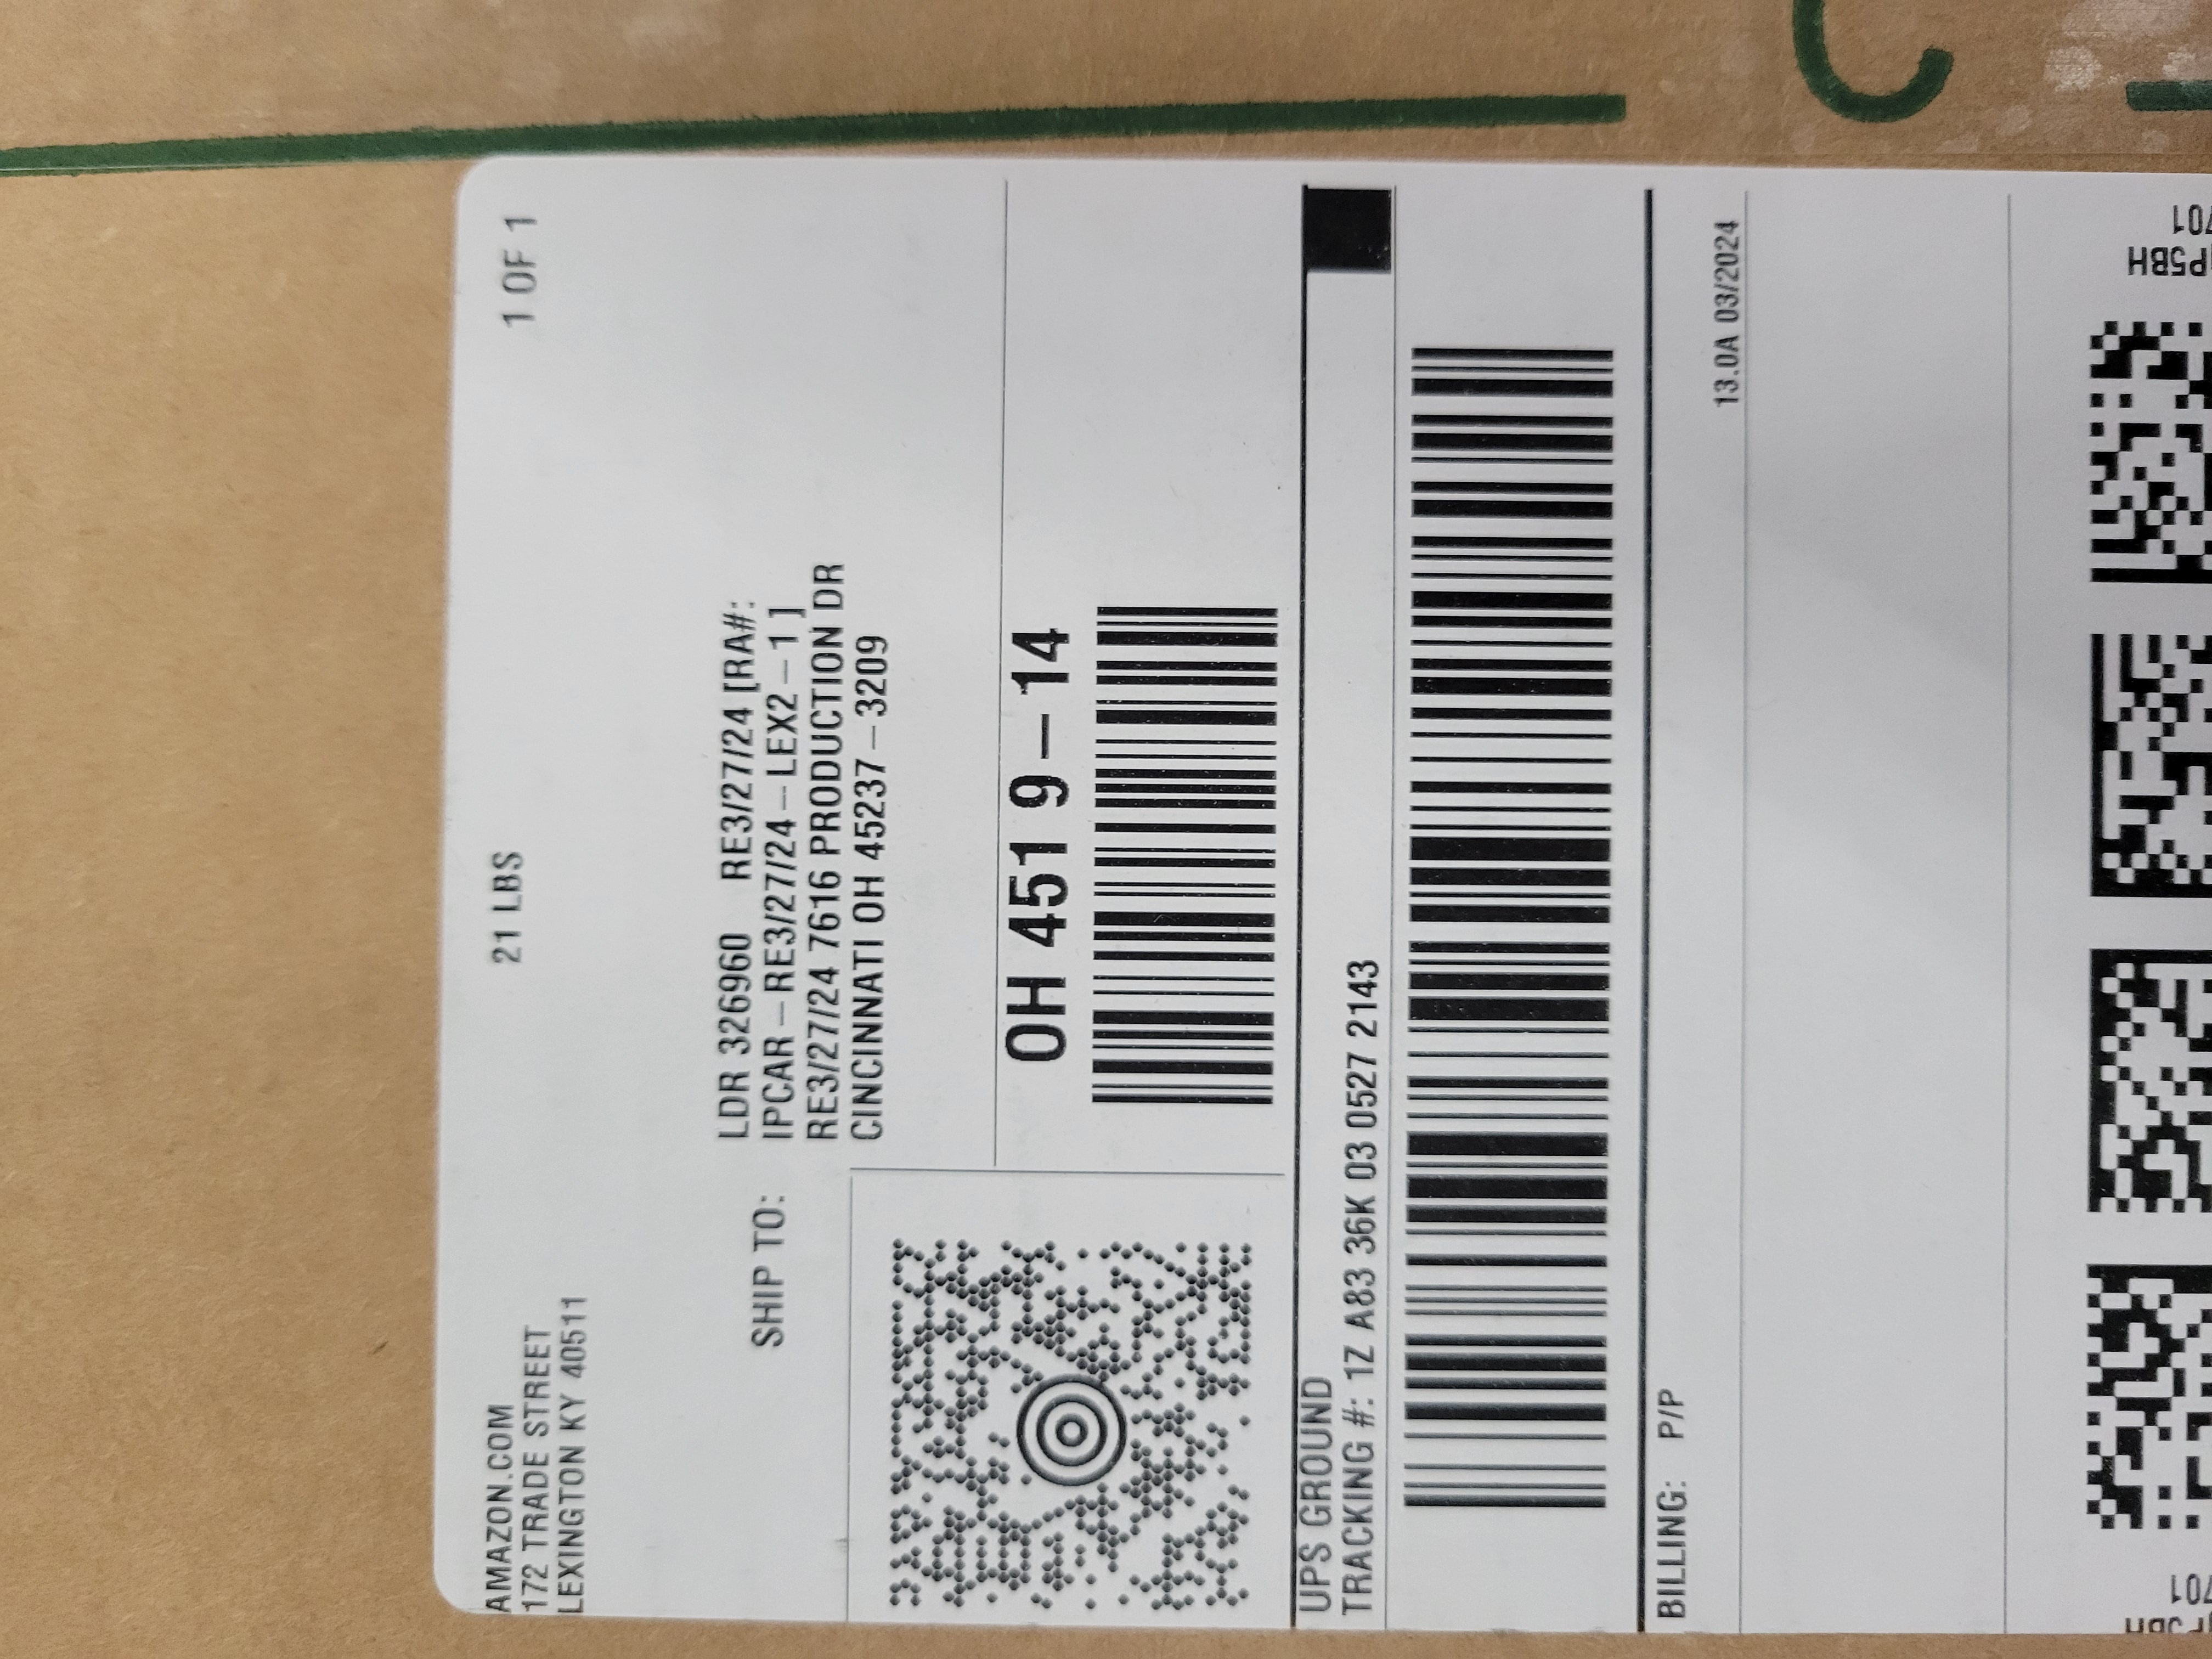 AMAZON.COM
172 TRADE STREET
LEXINGTON KY 40511
21 LBS
1 OF 1
SHIP TO:
LDR 326960 RE3/27/24 [RA#:
IPCAR-RE3/27/24-LEX2-1]
RE3/27/24 7616 PRODUCTION DR
CINCINNATI OH 45237-3209
OH 451 9-14
UPS GROUND
TRACKING #: 1Z A83 36K 03 0527 2143
BILLING: P/P
13.0A 03/2024